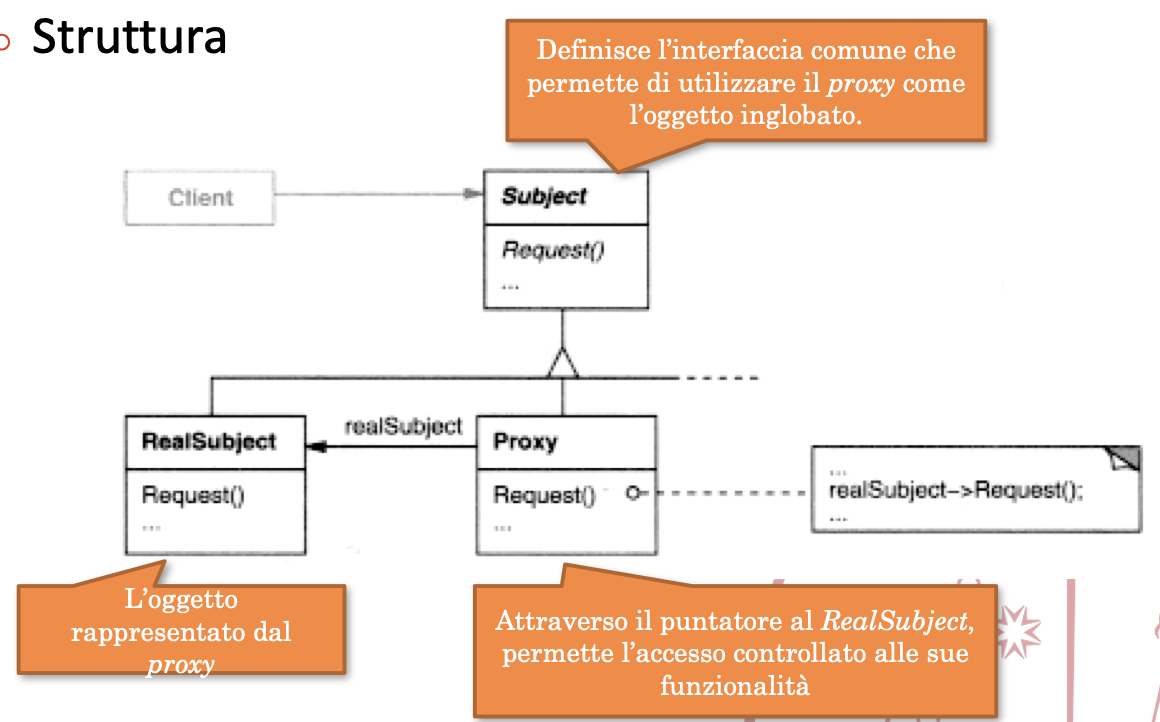 Struttura
Definisce l'interfaccia comune che
permette di utilizzare il proxy come
l'oggetto inglobato.
Client
Subject
Request()
...
RealSubject
Request()
...
realSubject
Proxy
Request()
...
...
realSubject–>Request();
...
L'oggetto
rappresentato dal
proxy
Attraverso il puntatore al RealSubject,
permette l'accesso controllato alle sue
funzionalità